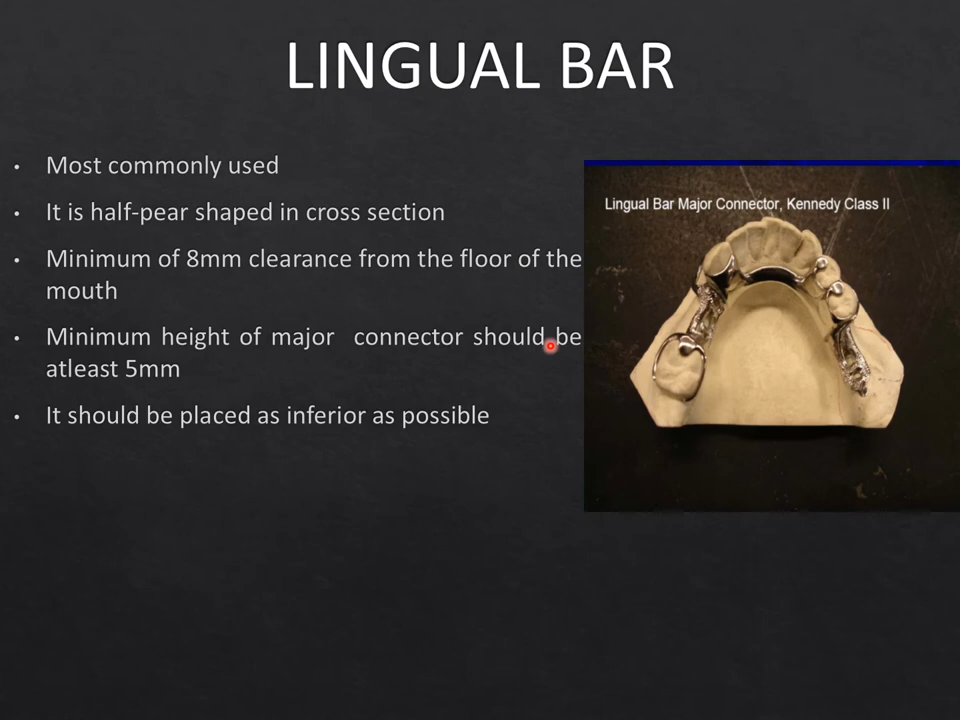 LINGUAL BAR
• Most commonly used
• It is half-pear shaped in cross section
• Minimum of 8mm clearance from the floor of the
mouth
• Minimum height of major connector should be
atleast 5mm
• It should be placed as inferior as possible
Lingual Bar Major Connector, Kennedy Class II